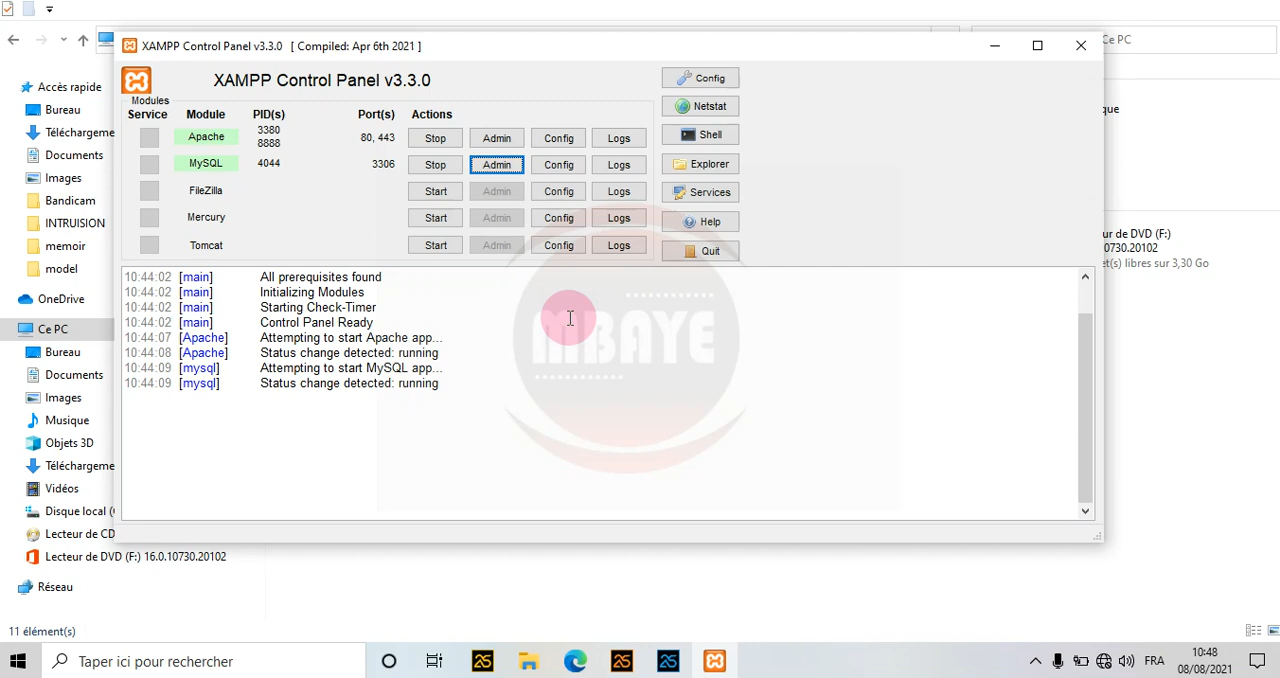 XAMPP Control Panel v3.3.0 [ Compiled: Apr 6th 2021 ]
Ce PC
XAMPP Control Panel v3.3.0
Config
Modules
Service Module PID(s) Port(s) Actions
Netstat
Apache 3380 8888 80, 443 Stop Admin Config Logs
Shell
MySQL 4044 3306 Stop Admin Config Logs
Explorer
FileZilla Start Admin Config Logs
Services
Mercury Start Admin Config Logs
Help
Tomcat Start Admin Config Logs
Quit
10:44:02 [main] All prerequisites found
10:44:02 [main] Initializing Modules
10:44:02 [main] Starting Check-Timer
10:44:02 [main] Control Panel Ready
10:44:07 [Apache] Attempting to start Apache app...
10:44:08 [Apache] Status change detected: running
10:44:09 [mysql] Attempting to start MySQL app...
10:44:09 [mysql] Status change detected: running
MBAYE
Accès rapide
Bureau
Téléchargeme
Documents
Images
Bandicam
INTRUISION
memoir
model
OneDrive
Ce PC
Bureau
Documents
Images
Musique
Objets 3D
Téléchargeme
Vidéos
Disque local (
Lecteur de CD
Lecteur de DVD (F:) 16.0.10730.20102
Réseau
11 élément(s)
que
eur de DVD (F:)
10730.20102
et(s) libres sur 3,30 Go
Taper ici pour rechercher
25
25
25
FRA
10:48
08/08/2021